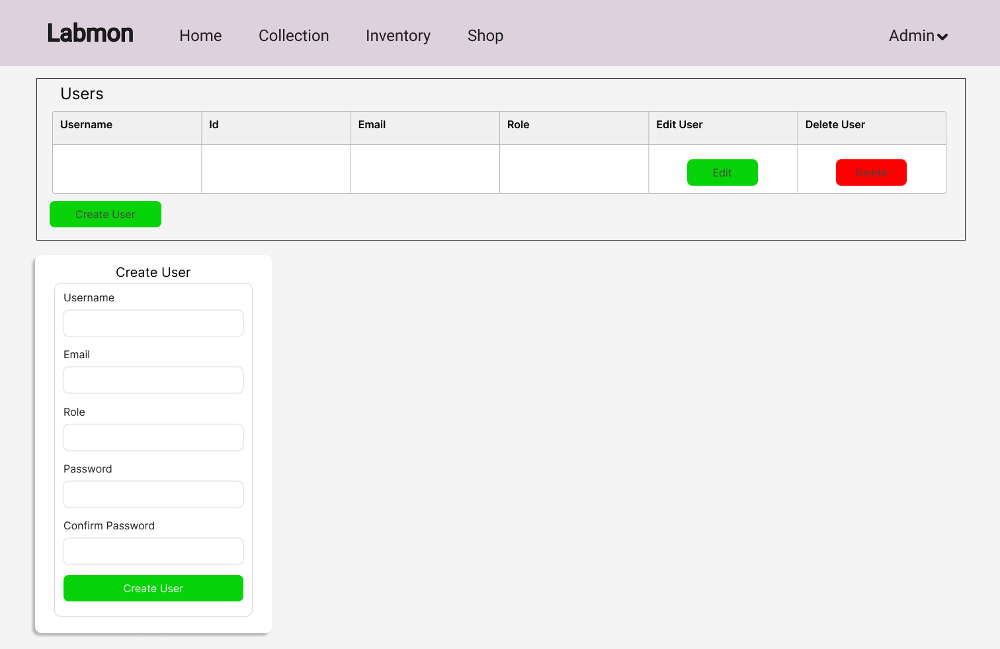 Labmon Home Collection Inventory Shop Admin
Users
Username Id Email Role Edit User Delete User
Edit Delete
Create User
Create User
Username
Email
Role
Password
Confirm Password
Create User